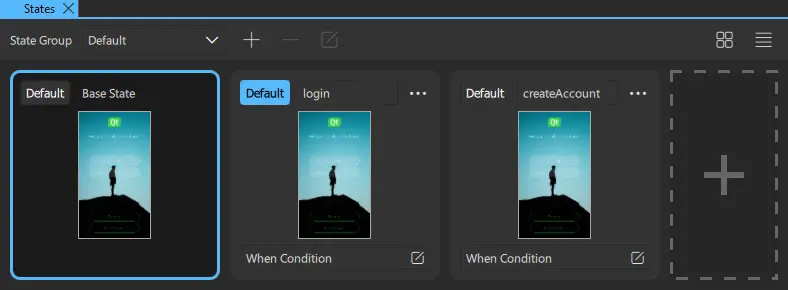 States
State Group Default
Default Base State
Default login
Default createAccount
Qt
Qt
Qt
When Condition
When Condition